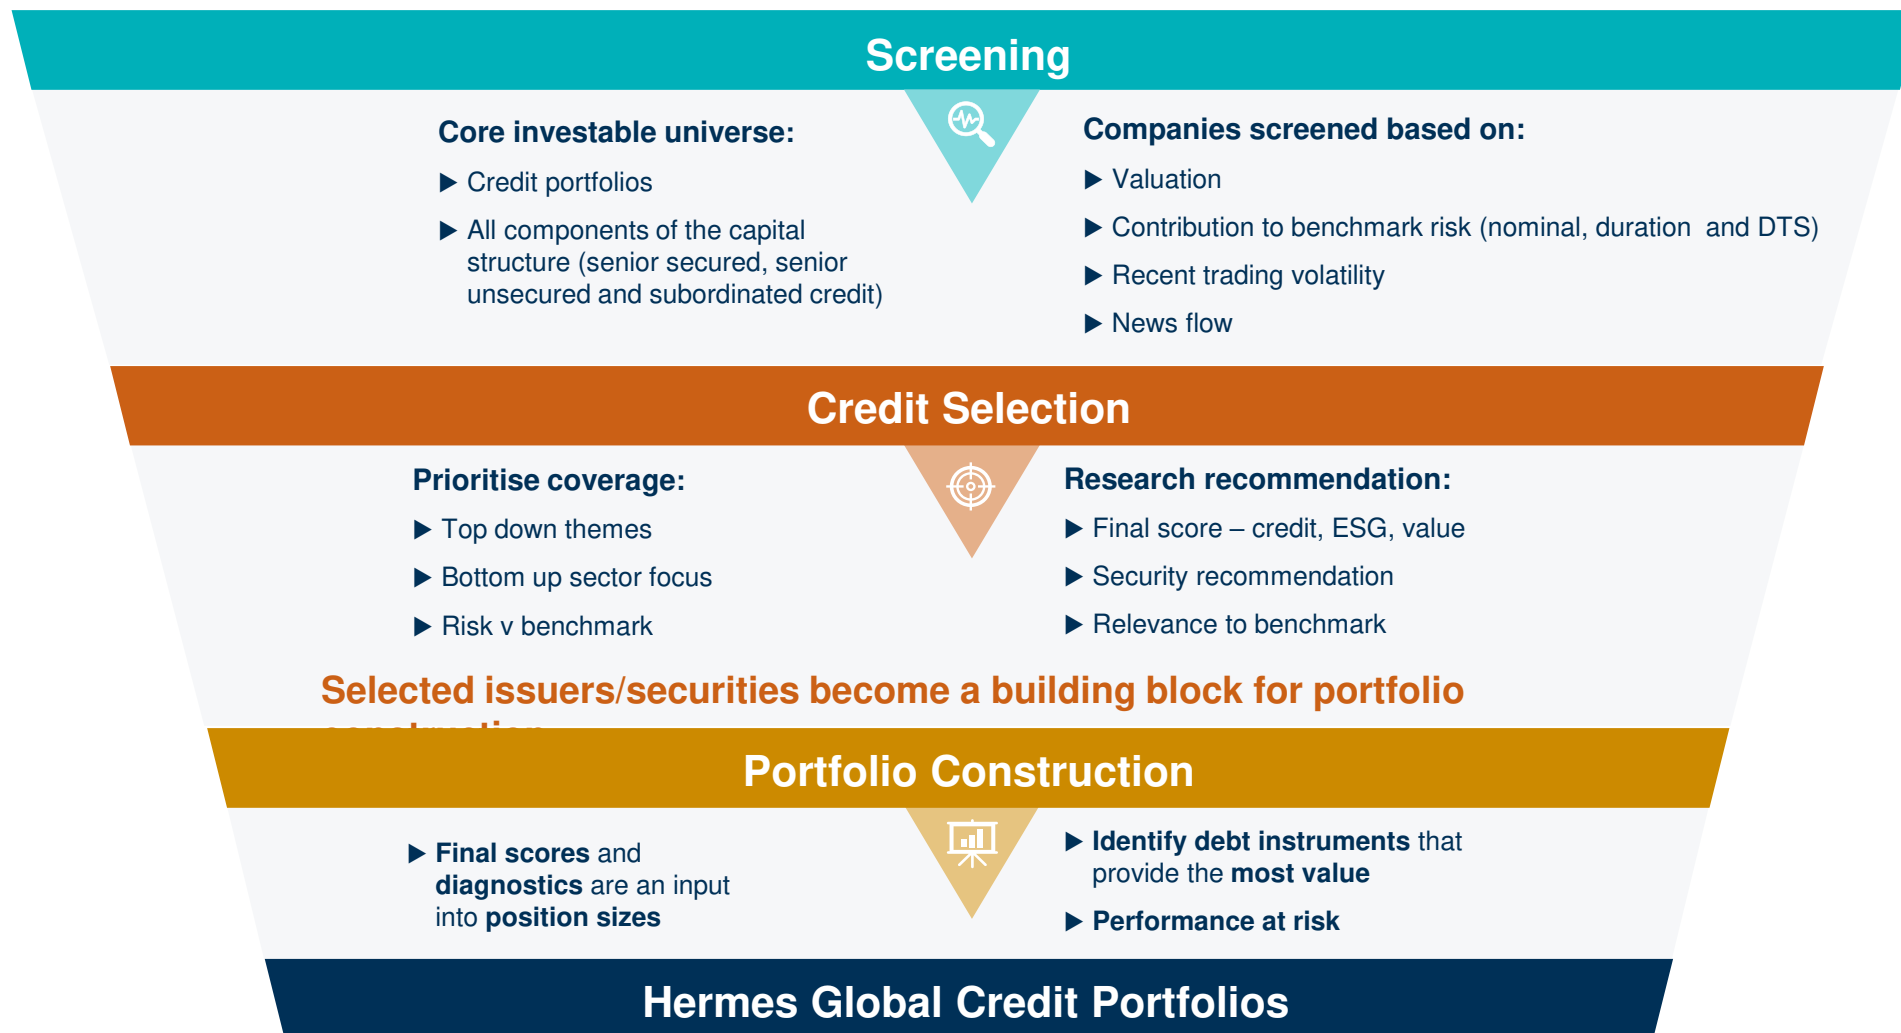 Screening
Core investable universe:
▶ Credit portfolios
▶ All components of the capital
structure (senior secured, senior
unsecured and subordinated credit)
Companies screened based on:
▶ Valuation
▶ Contribution to benchmark risk (nominal, duration  and DTS)
▶ Recent trading volatility
▶ News flow
Credit Selection
Prioritise coverage:
▶ Top down themes
▶ Bottom up sector focus
▶ Risk v benchmark
Research recommendation:
▶ Final score – credit, ESG, value
▶ Security recommendation
▶ Relevance to benchmark
Selected issuers/securities become a building block for portfolio
Portfolio Construction
▶ Final scores and
diagnostics are an input
into position sizes
▶ Identify debt instruments that
provide the most value
▶ Performance at risk
Hermes Global Credit Portfolios